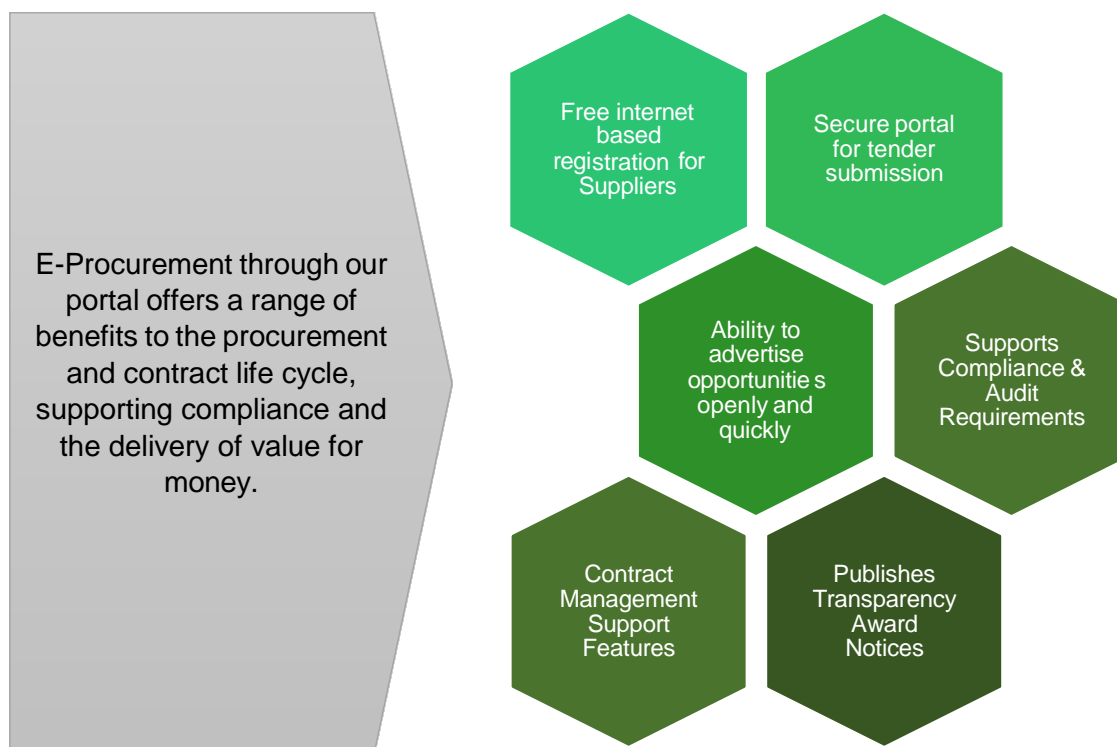 E-Procurement through our
portal offers a range of
benefits to the procurement
and contract life cycle,
supporting compliance and
the delivery of value for
money.
Free internet
based
registration for
Suppliers
Secure portal
for tender
submission
Ability to
advertise
opportunitie s
openly and
quickly
Supports
Compliance &
Audit
Requirements
Contract
Management
Support
Features
Publishes
Transparency
Award
Notices